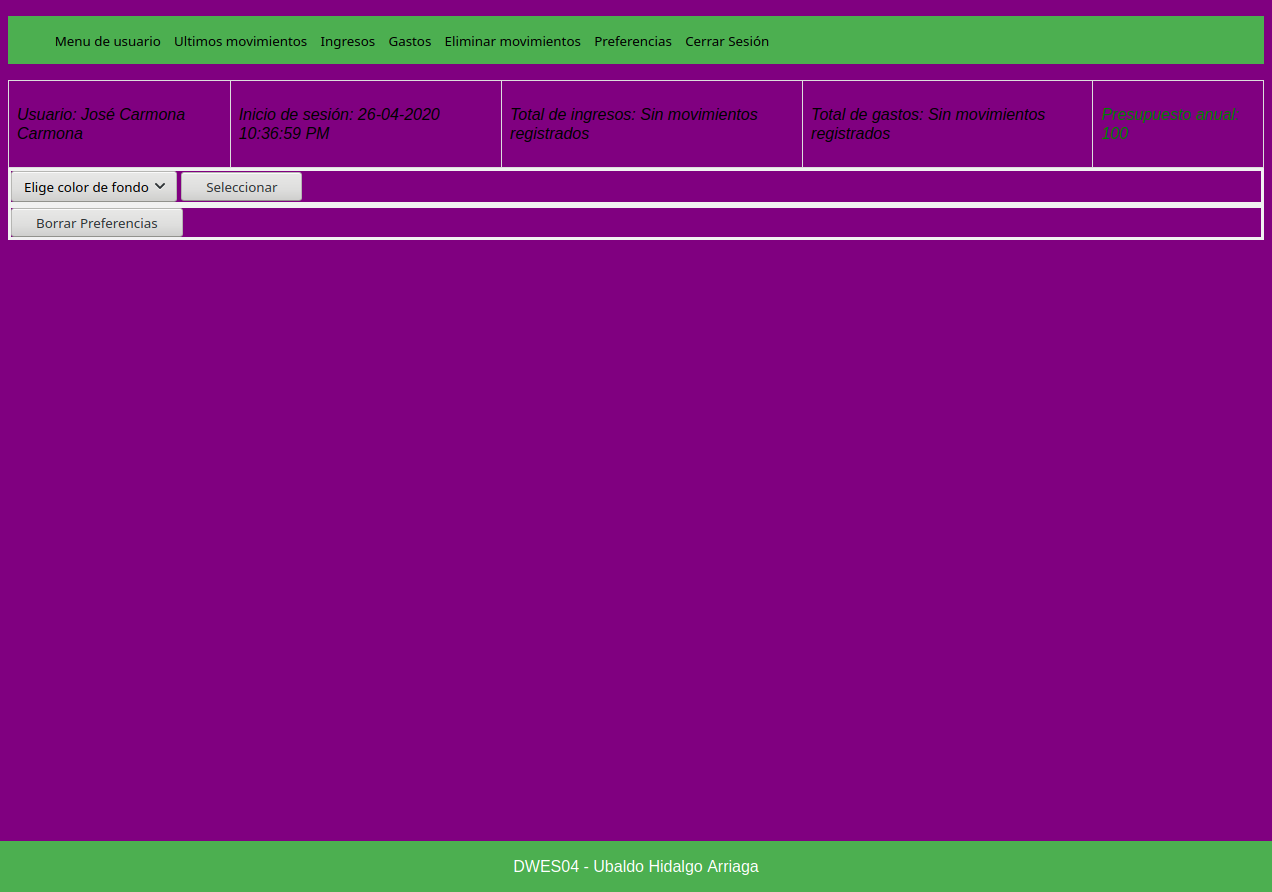 Menu de usuario Ultimos movimientos Ingresos Gastos Eliminar movimientos Preferencias Cerrar Sesión
Usuario: José Carmona
Carmona
Inicio de sesión: 26-04-2020
10:36:59 PM
Total de ingresos: Sin movimientos
registrados
Total de gastos: Sin movimientos
registrados
Presupuesto anual:
100
Elige color de fondo Seleccionar
Borrar Preferencias
DWES04 - Ubaldo Hidalgo Arriaga